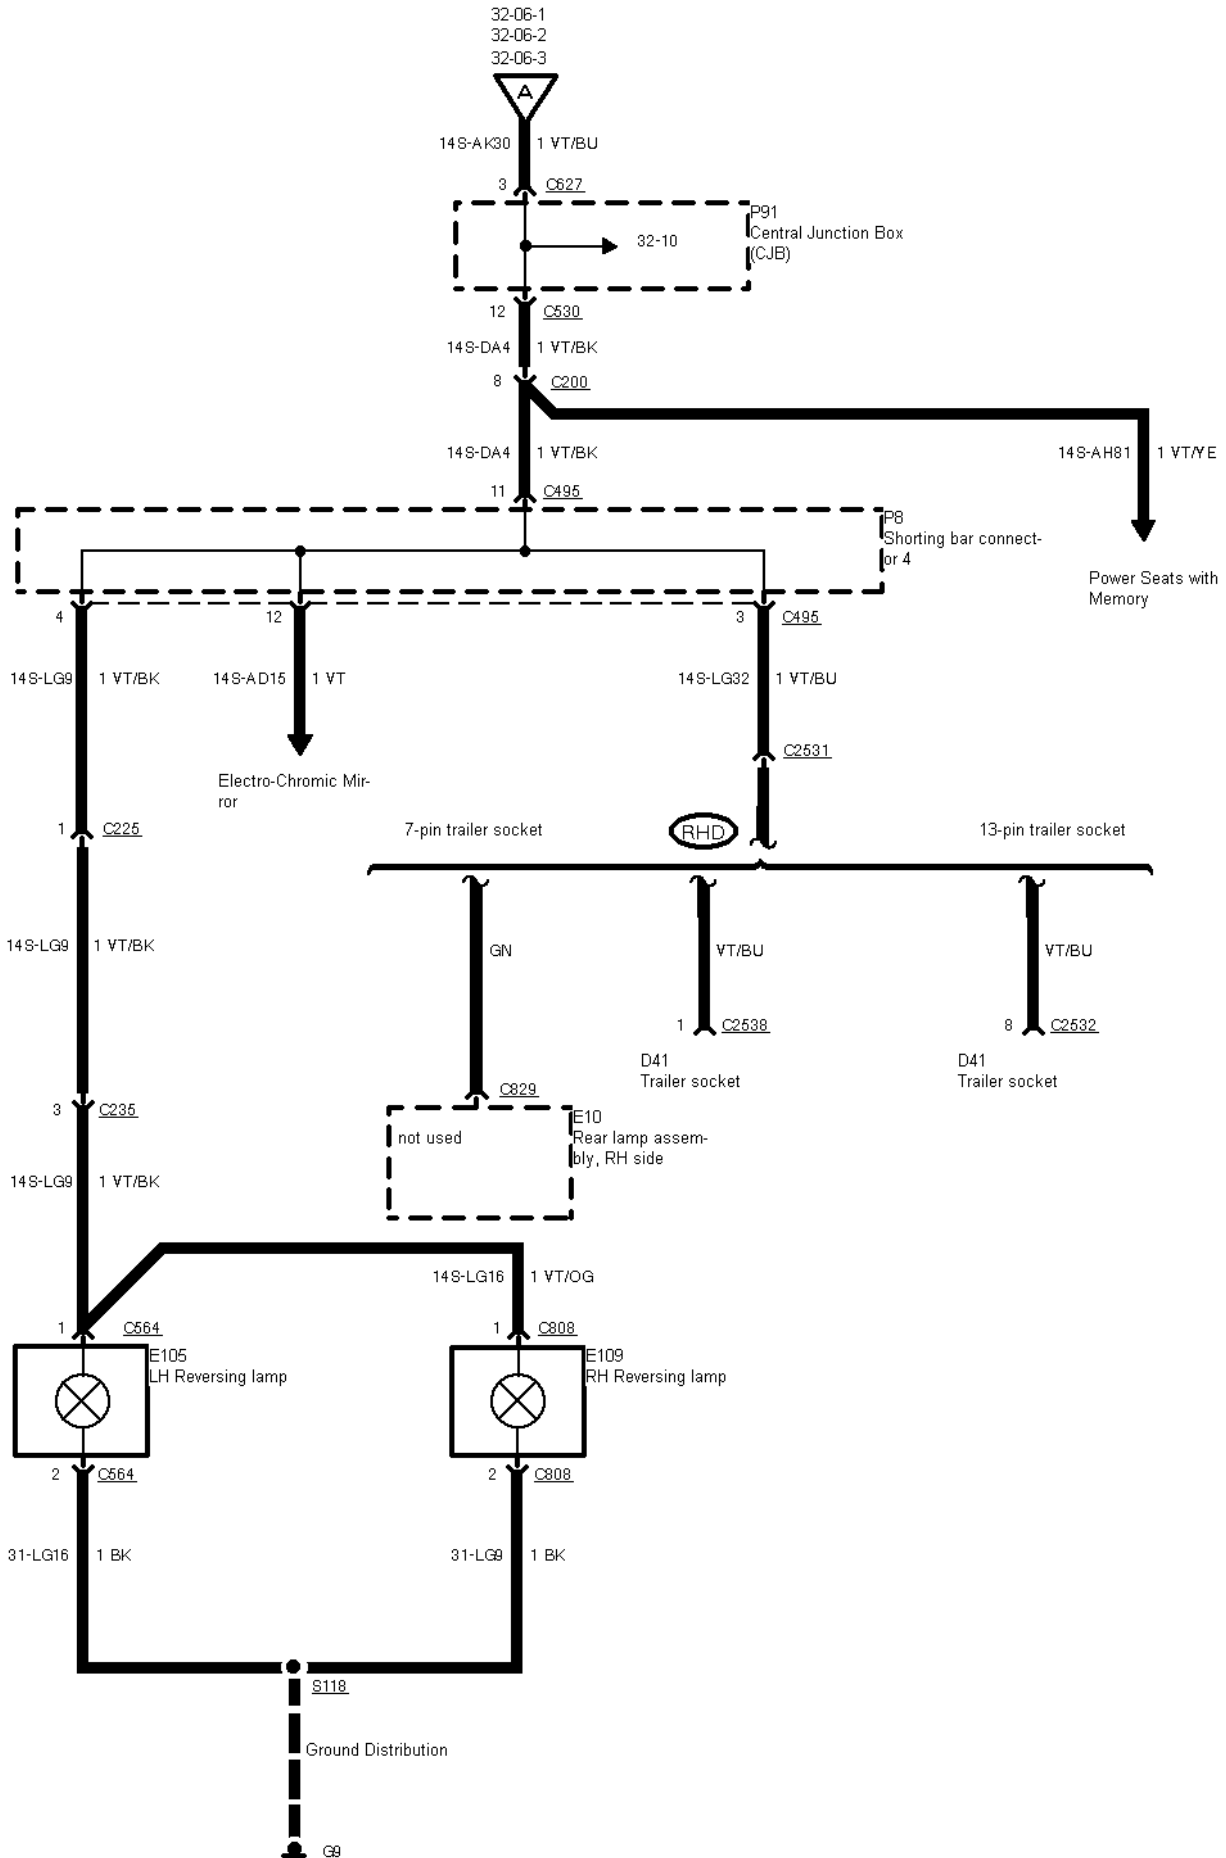 32-06-1
32-06-2
32-06-3
A
14S-AK30 1 VT/BU
3 C627
P91
Central Junction Box
(CJB)
32-10
12 C530
14S-DA4 1 VT/BK
8 C200
14S-DA4 1 VT/BK
14S-AH81 1 VT/YE
11 C495
P8
Shorting bar connect-
or 4
Power Seats with
Memory
4 12 3 C495
14S-LG9 1 VT/BK 14S-AD15 1 VT 14S-LG32 1 VT/BU
C2531
Electro-Chromic Mir-
ror
1 C225
7-pin trailer socket RHD 13-pin trailer socket
14S-LG9 1 VT/BK GN VT/BU VT/BU
1 C2538 8 C2532
D41
Trailer socket
D41
Trailer socket
C829
3 C235
E10
Rear lamp assem-
bly, RH side
not used
14S-LG9 1 VT/BK
14S-LG16 1 VT/OG
1 C564 1 C808
E105
LH Reversing lamp
E109
RH Reversing lamp
2 C564 2 C808
31-LG16 1 BK 31-LG9 1 BK
S118
Ground Distribution
G9